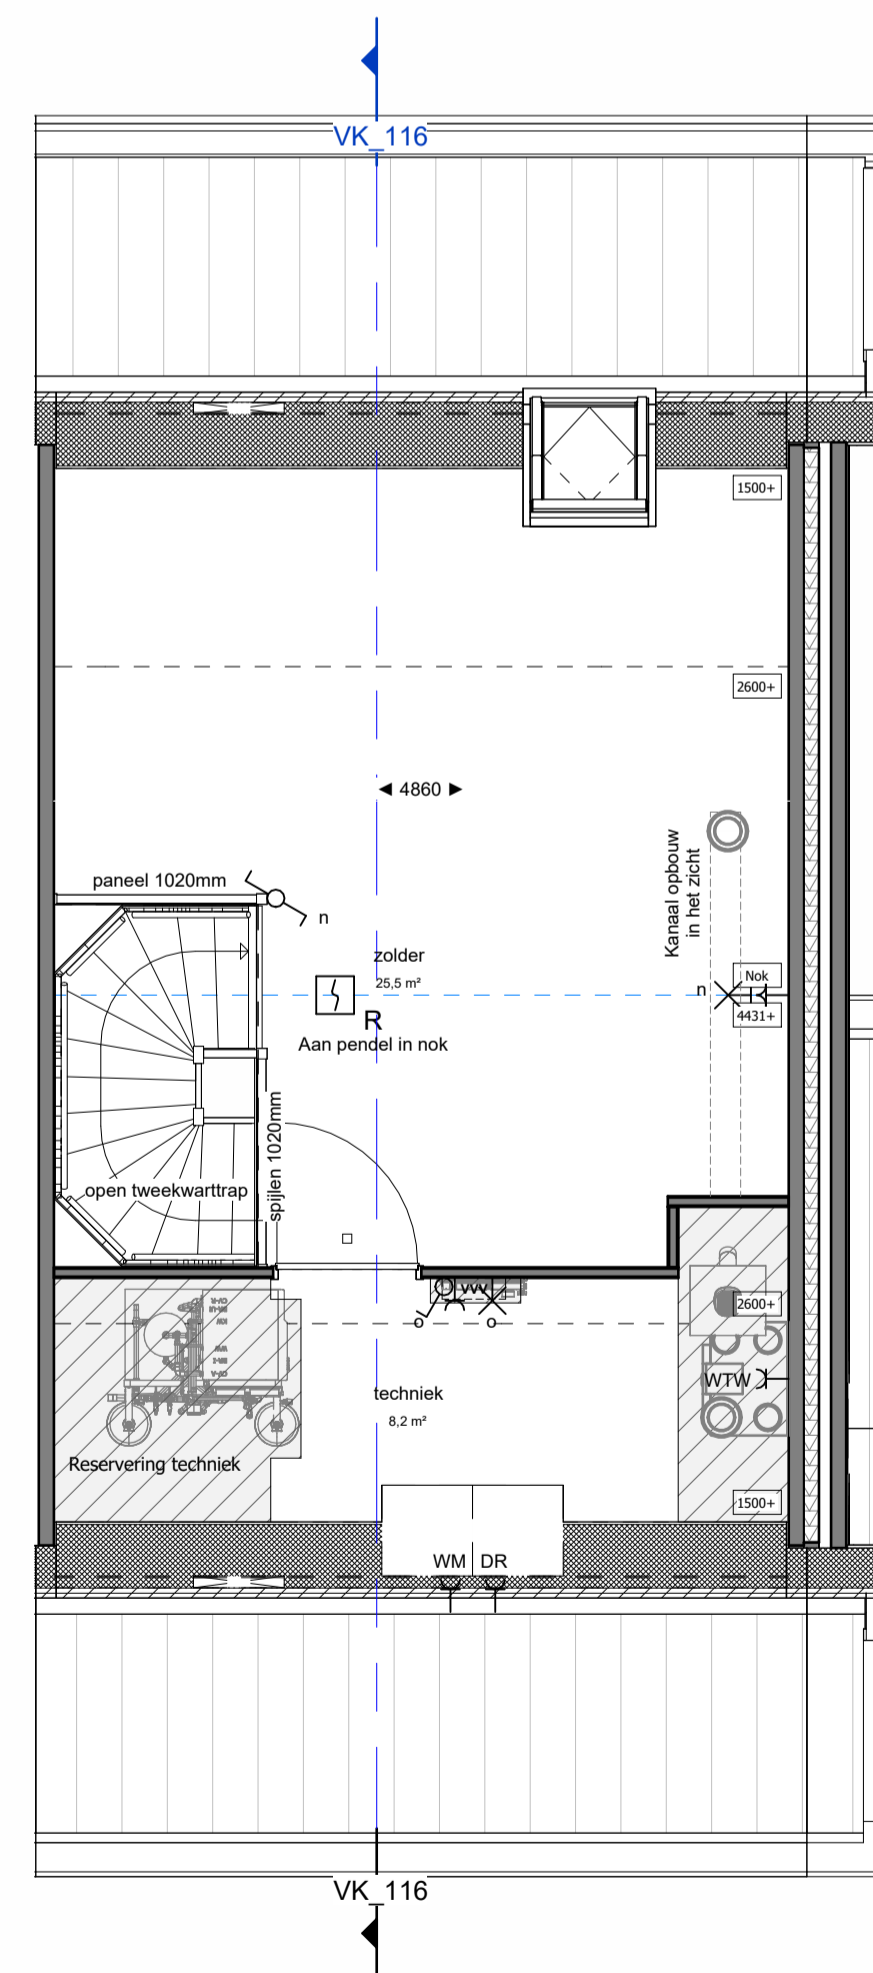 VK_116
1500+
2600+
◄ 4860 ►
Kanaal opbouw
in het zicht
paneel 1020mm
n
zolder
25,5 m²
n
Nok
4431+
R
Aan pendel in nok
spijlen 1020mm
open tweekwarttrap
WV
2600+
WTW
techniek
8,2 m²
Reservering techniek
1500+
WM DR
VK_116